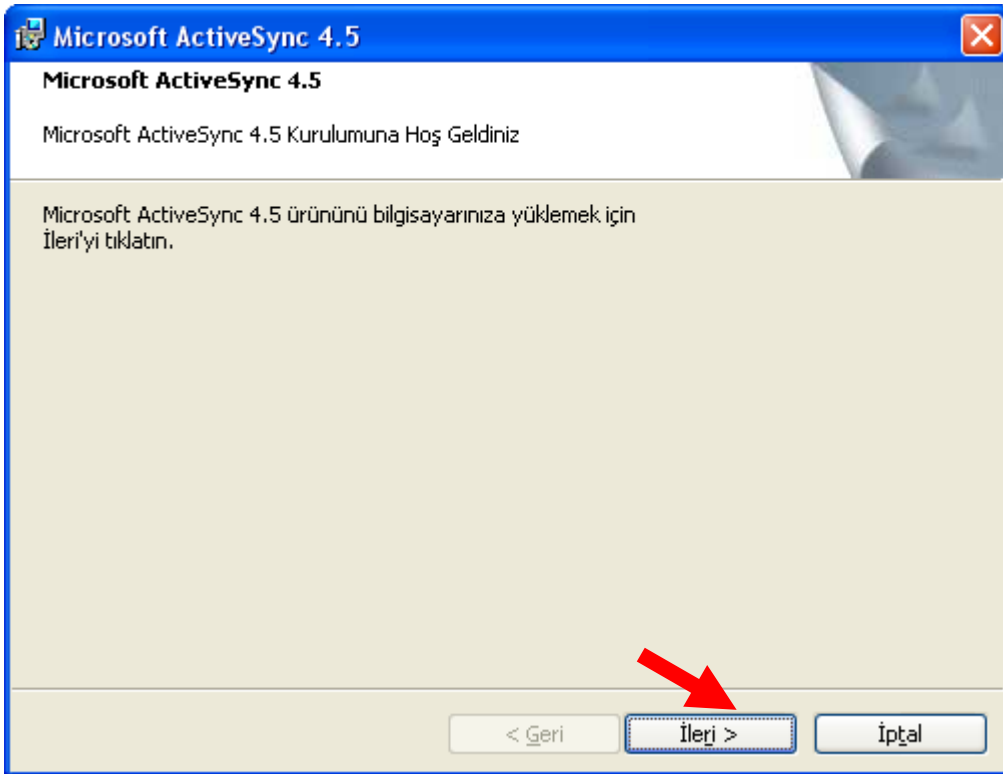 Microsoft ActiveSync 4.5
Microsoft ActiveSync 4.5
Microsoft ActiveSync 4.5 Kurulumuna Hoş Geldiniz
Microsoft ActiveSync 4.5 ürününü bilgisayarınıza yüklemek için
İleri'yi tıklatın.
< Geri İleri > İptal